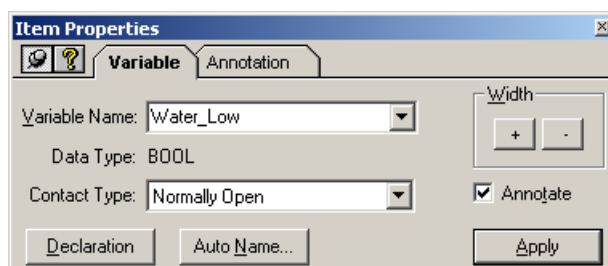 Item Properties
? Variable Annotation
Variable Name: Water_Low
Width
+ -
Data Type: BOOL
Contact Type: Normally Open
Annotate
Declaration Auto Name... Apply